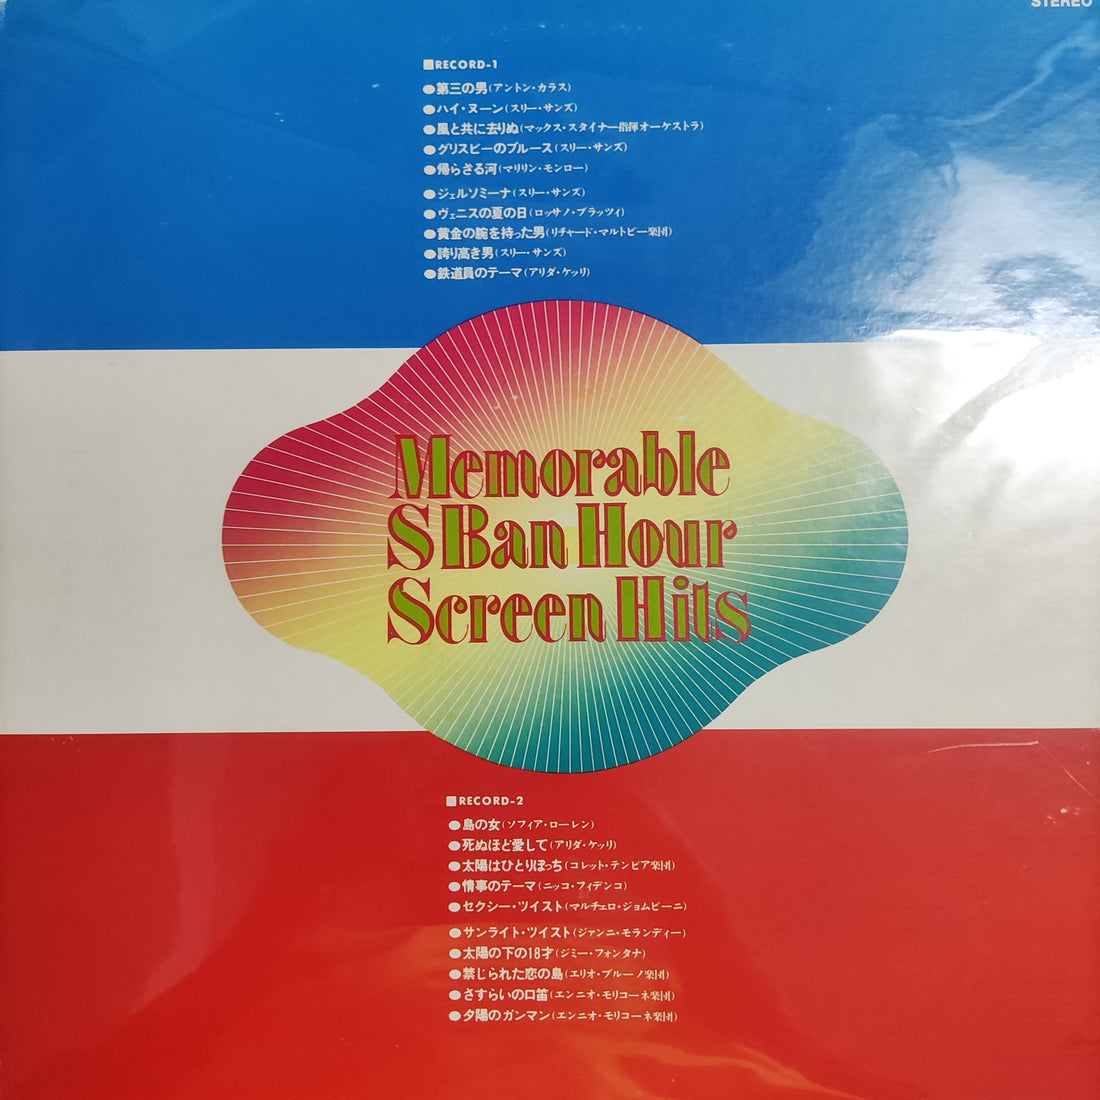 STEREO
■RECORD-1
●第三の男(アントン・カラス)
●ハイ・ヌーン(スリー・サンズ)
●風と共に去りぬ(マックス・スタイナー指揮オーケストラ)
●グリスビーのブルース(スリー・サンズ)
●帰らざる河(マリリン・モンロー)
●ジェルソミーナ(スリー・サンズ)
●ヴェニスの夏の日(ロッサノ・ブラッツィ)
●黄金の腕を持った男(リチャード・マルトビー楽団)
●誇り高き男(スリー・サンズ)
●鉄道員のテーマ(アリダ・ケッリ)
Memorable
S Ban Hour
Screen Hits
■RECORD-2
●島の女(ソフィア・ローレン)
●死ぬほど愛して(アリダ・ケッリ)
●太陽はひとりぼっち(コレット・テンピア楽団)
●情事のテーマ(ニッコ・フィデンコ)
●セクシー・ツイスト(マルチェロ・ジョムビーニ)
●サンライト・ツイスト(ジァンニ・モランディー)
●太陽の下の18才(ジミー・フォンタナ)
●禁じられた恋の島(エリオ・ブルーノ楽団)
●さすらいの口笛(エンニオ・モリコーネ楽団)
●夕陽のガンマン(エンニオ・モリコーネ楽団)